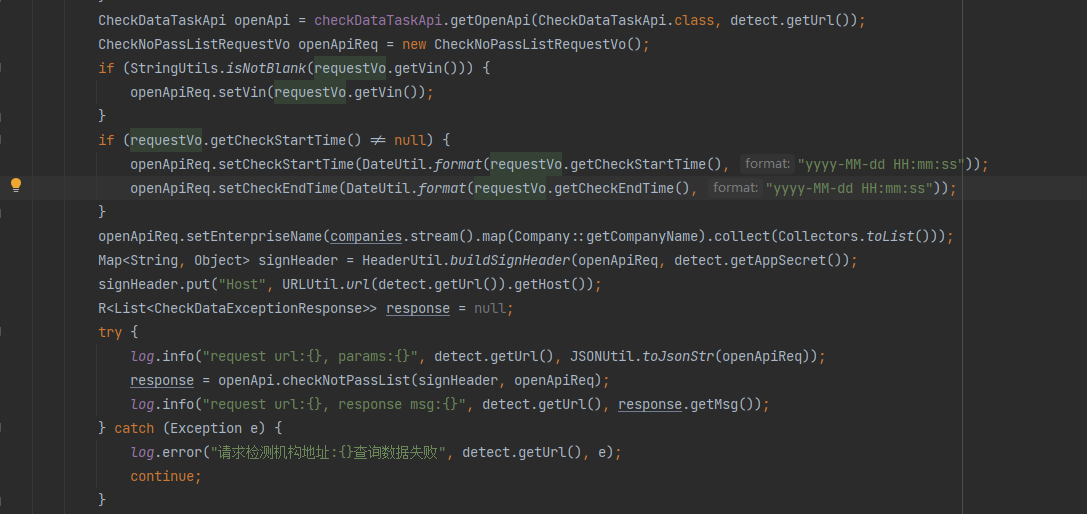 CheckDataTaskApi openApi = checkDataTaskApi.getOpenApi(CheckDataTaskApi.class, detect.getUrl());
CheckNoPassListRequestVo openApiReq = new CheckNoPassListRequestVo();
if (StringUtils.isNotBlank(requestVo.getVin())) {
openApiReq.setVin(requestVo.getVin());
}
if (requestVo.getCheckStartTime() != null) {
openApiReq.setCheckStartTime(DateUtil.format(requestVo.getCheckStartTime(), format: "yyyy-MM-dd HH:mm:ss"));
openApiReq.setCheckEndTime(DateUtil.format(requestVo.getCheckEndTime(), format: "yyyy-MM-dd HH:mm:ss"));
}
openApiReq.setEnterpriseName(companies.stream().map(Company::getCompanyName).collect(Collectors.toList()));
Map<String, Object> signHeader = HeaderUtil.buildSignHeader(openApiReq, detect.getAppSecret());
signHeader.put("Host", URLUtil.url(detect.getUrl()).getHost());
R<List<CheckDataExceptionResponse>> response = null;
try {
log.info("request url:{}, params:{}", detect.getUrl(), JSONUtil.toJsonStr(openApiReq));
response = openApi.checkNotPassList(signHeader, openApiReq);
log.info("request url:{}, response msg:{}", detect.getUrl(), response.getMsg());
} catch (Exception e) {
log.error("请求检测机构地址:{}查询数据失败", detect.getUrl(), e);
continue;
}